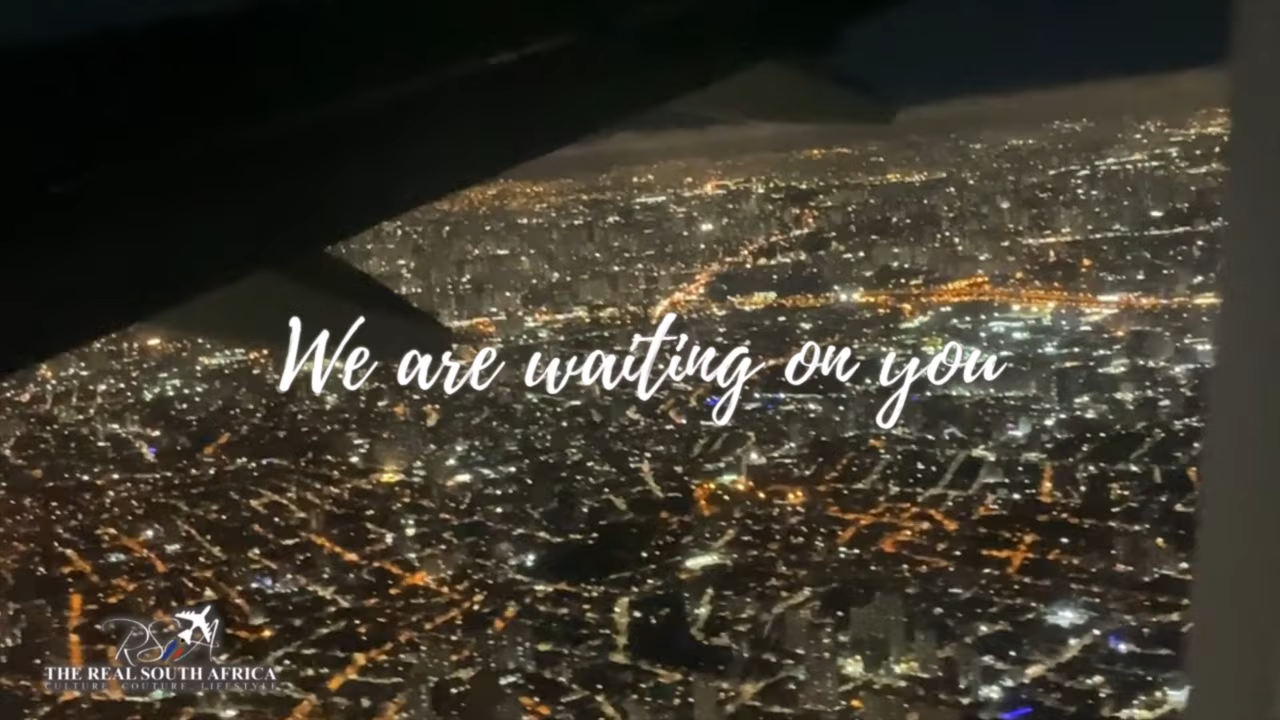 We are waiting on you
RSA
THE REAL SOUTH AFRICA
CULTURE COUTURE LIFESTYLE